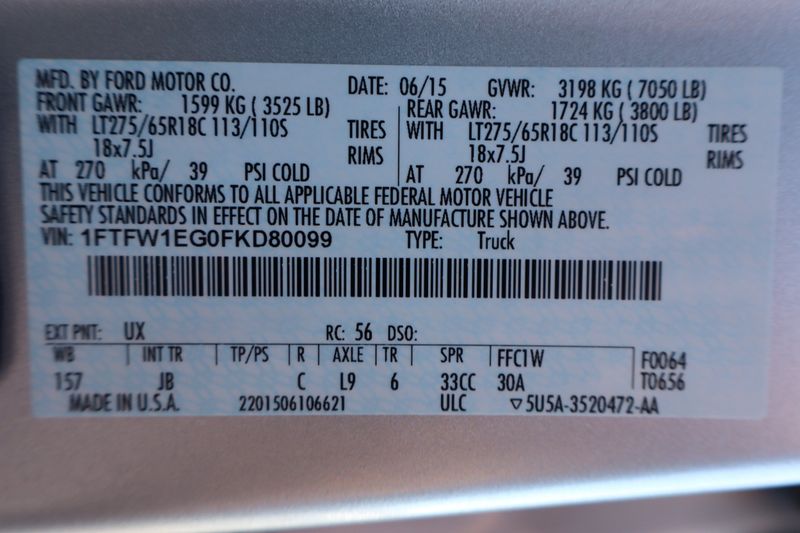 MFD. BY FORD MOTOR CO. DATE: 06/15 GVWR: 3198 KG ( 7050 LB)
FRONT GAWR: 1599 KG ( 3525 LB) REAR GAWR: 1724 KG ( 3800 LB)
WITH LT275/65R18C 113/110S TIRES WITH LT275/65R18C 113/110S TIRES
18x7.5J RIMS 18x7.5J RIMS
AT 270 kPa/ 39 PSI COLD AT 270 kPa/ 39 PSI COLD
THIS VEHICLE CONFORMS TO ALL APPLICABLE FEDERAL MOTOR VEHICLE
SAFETY STANDARDS IN EFFECT ON THE DATE OF MANUFACTURE SHOWN ABOVE.
VIN: 1FTFW1EG0FKD80099 TYPE: Truck
EXT PNT: UX RC: 56 DSO:
WB INT TR TP/PS R AXLE TR SPR FFC1W F0064
157 JB C L9 6 33CC 30A T0656
MADE IN U.S.A. 2201506106621 ULC ▽5U5A-3520472-AA